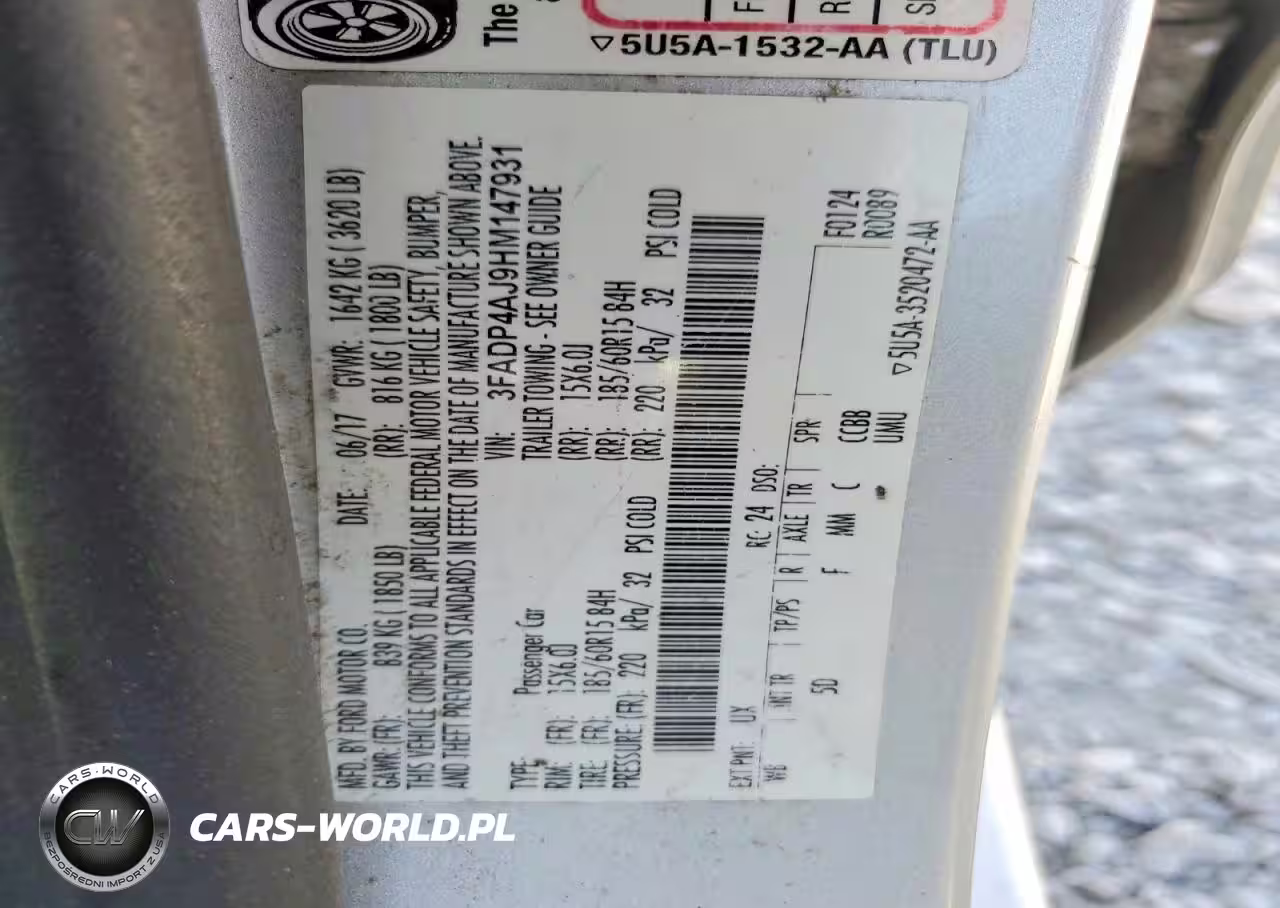 The
F
R
5U5A-1532-AA (TLU)
MFD. BY FORD MOTOR CO. DATE: 06/17 GVWR: 1642 KG ( 3620 LB)
GAWR: (FR): 839 KG ( 1850 LB) (RR): 816 KG ( 1800 LB)
THIS VEHICLE CONFORMS TO ALL APPLICABLE FEDERAL MOTOR VEHICLE SAFETY, BUMPER,
AND THEFT PREVENTION STANDARDS IN EFFECT ON THE DATE OF MANUFACTURE SHOWN ABOVE.
VIN: 3FADP4AJ9HM147931
TYPE: Passenger Car TRAILER TOWING - SEE OWNER GUIDE
RIM: (FR): 15X6.0J (RR): 15X6.0J
TIRE: (FR): 185/60R15 84H (RR): 185/60R15 84H
PRESSURE: (FR): 220 kPa/ 32 PSI COLD (RR): 220 kPa/ 32 PSI COLD
EXT PNT: UX RC: 24 DSO:
WB INT TR TP/PS R AXLE TR SPR F0124
R0089
5D F MM C CCBB
UMU 5U5A-3520472-AA
CARS-WORLD
CW
BEZPOŚREDNI IMPORT Z USA
CARS-WORLD.PL